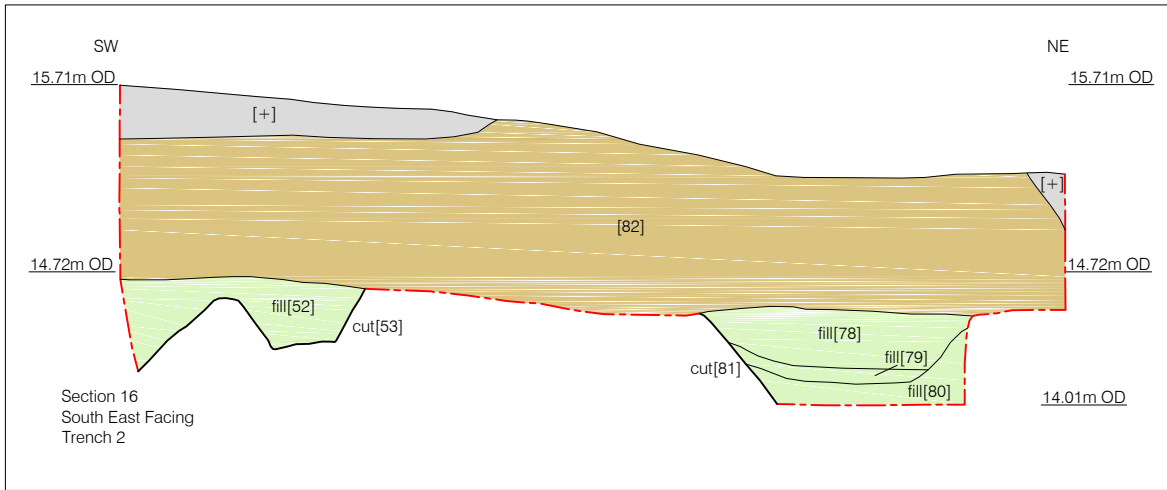 SW
NE
15.71m OD
15.71m OD
[+]
[+]
[82]
14.72m OD
14.72m OD
fill[52]
cut[53]
fill[78]
fill[79]
cut[81]
fill[80]
14.01m OD
Section 16
South East Facing
Trench 2